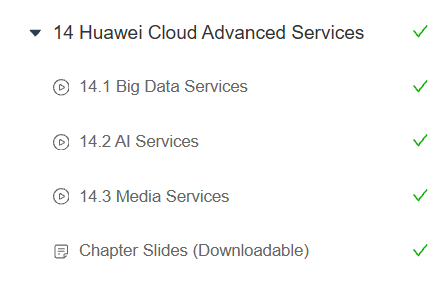 14 Huawei Cloud Advanced Services
14.1 Big Data Services
14.2 AI Services
14.3 Media Services
Chapter Slides (Downloadable)